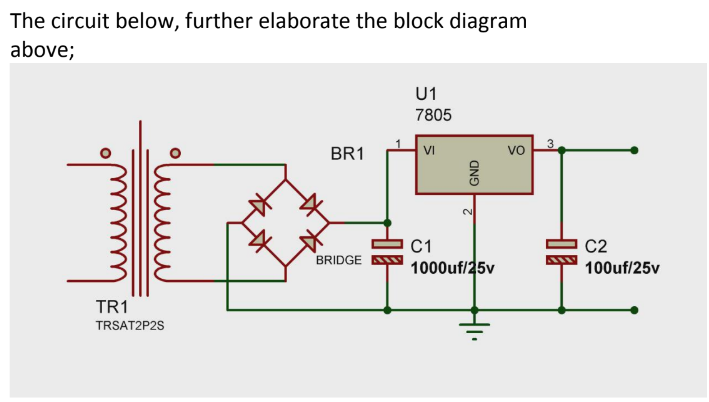 The circuit below, further elaborate the block diagram
above;
U1
7805
BR1
1
VI
VO
3
GND
2
BRIDGE
C1
1000uf/25v
C2
100uf/25v
TR1
TRSAT2P2S